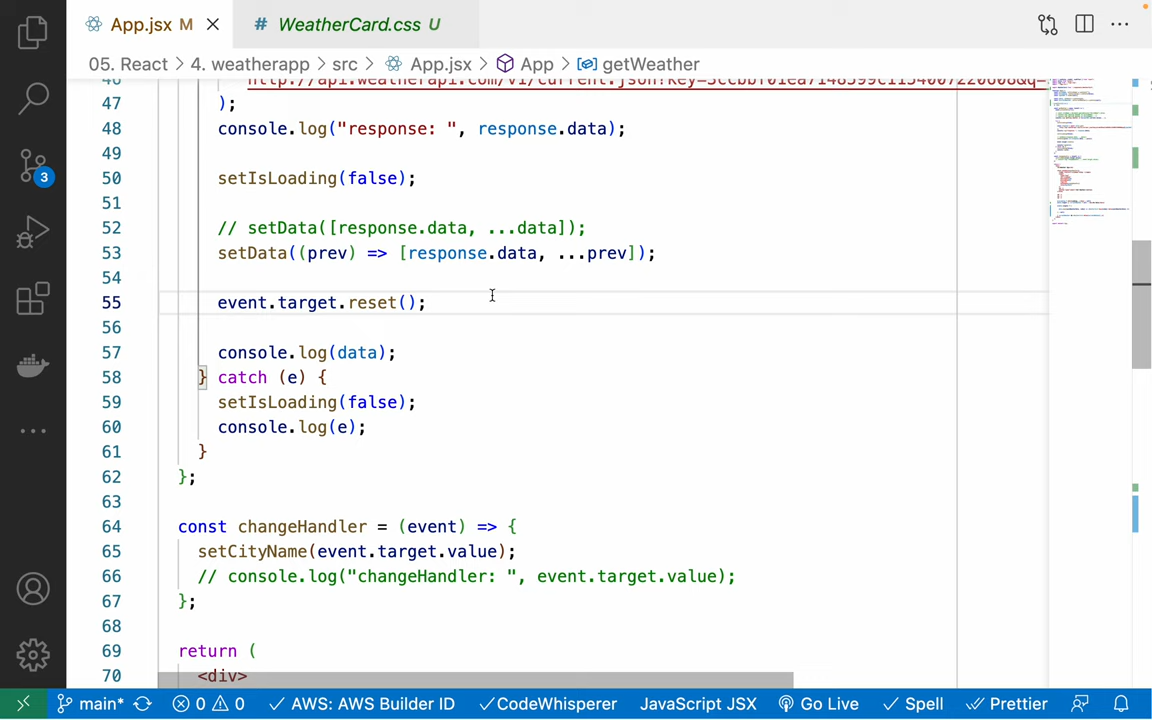 App.jsx M
# WeatherCard.css U
05. React > 4. weatherapp > src > App.jsx > App > getWeather
46
47 );
48 console.log("response: ", response.data);
49
50 setIsLoading(false);
51
52 // setData([response.data, ...data]);
53 setData((prev) => [response.data, ...prev]);
54
55 event.target.reset();
56
57 console.log(data);
58 } catch (e) {
59 setIsLoading(false);
60 console.log(e);
61 }
62 };
63
64 const changeHandler = (event) => {
65 setCityName(event.target.value);
66 // console.log("changeHandler: ", event.target.value);
67 };
68
69 return (
70 <div>
3
main* 0 0 AWS: AWS Builder ID CodeWhisperer JavaScript JSX Go Live Spell Prettier